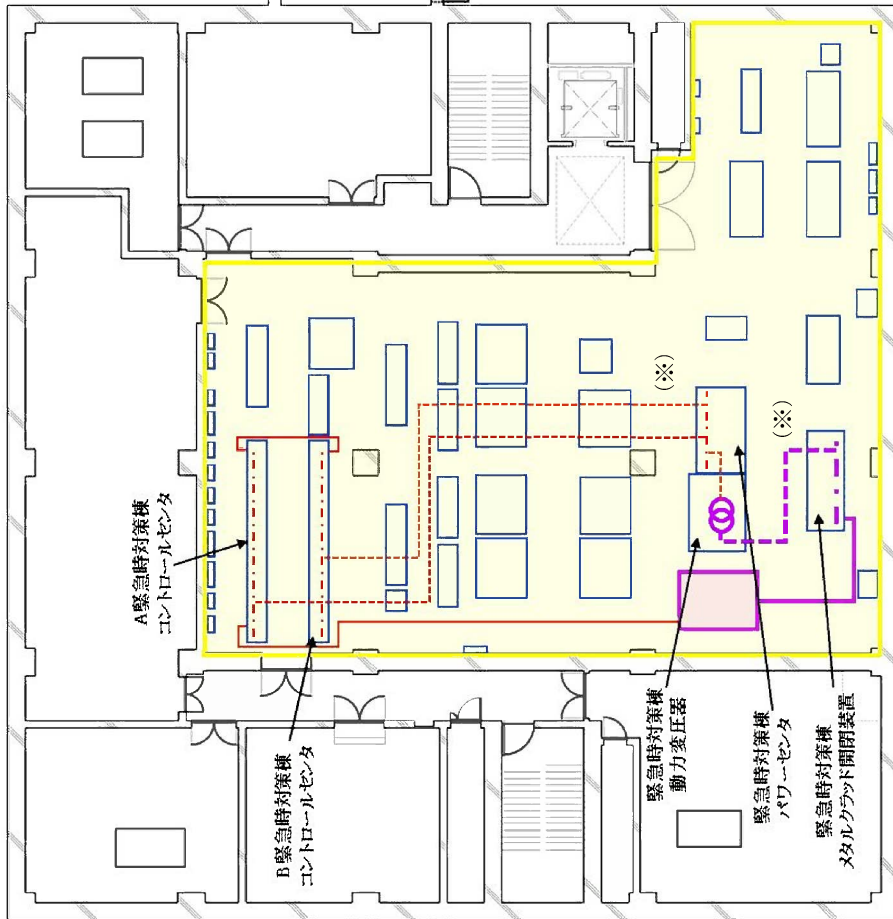 (※)
(※)
A緊急時対策棟
コントロールセンタ
B緊急時対策棟
コントロールセンタ
緊急時対策棟
動力変圧器
緊急時対策棟
パワーセンタ
緊急時対策棟
メタルクラッド開閉装置